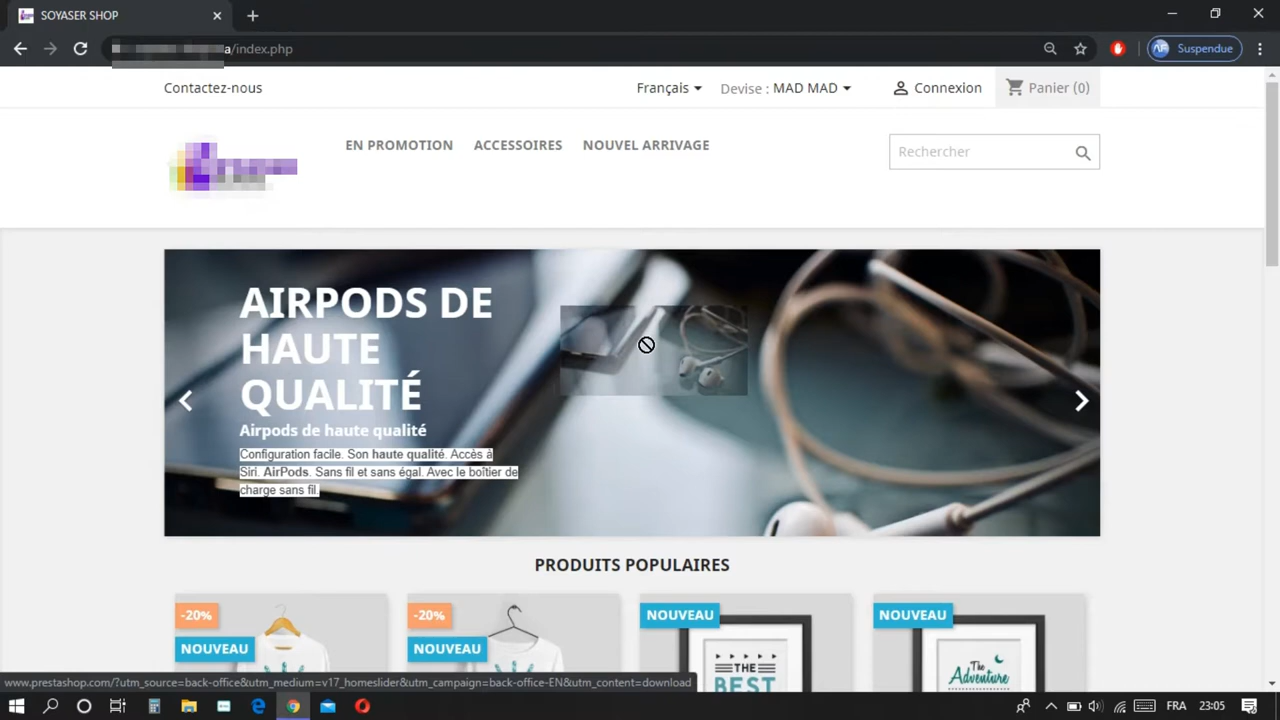 SOYASER SHOP
a/index.php
Suspendue
Contactez-nous
Français
Devise : MAD MAD
Connexion
Panier (0)
EN PROMOTION
ACCESSOIRES
NOUVEL ARRIVAGE
Rechercher
AIRPODS DE
HAUTE
QUALITÉ
Airpods de haute qualité
Configuration facile. Son haute qualité. Accès à
Siri. AirPods. Sans fil et sans égal. Avec le boîtier de
charge sans fil.
PRODUITS POPULAIRES
-20%
NOUVEAU
-20%
NOUVEAU
NOUVEAU
THE
BEST
NOUVEAU
The
Adventure
www.prestashop.com/?utm_source=back-office&utm_medium=v17_homeslider&utm_campaign=back-office-EN&utm_content=download
FRA
23:05